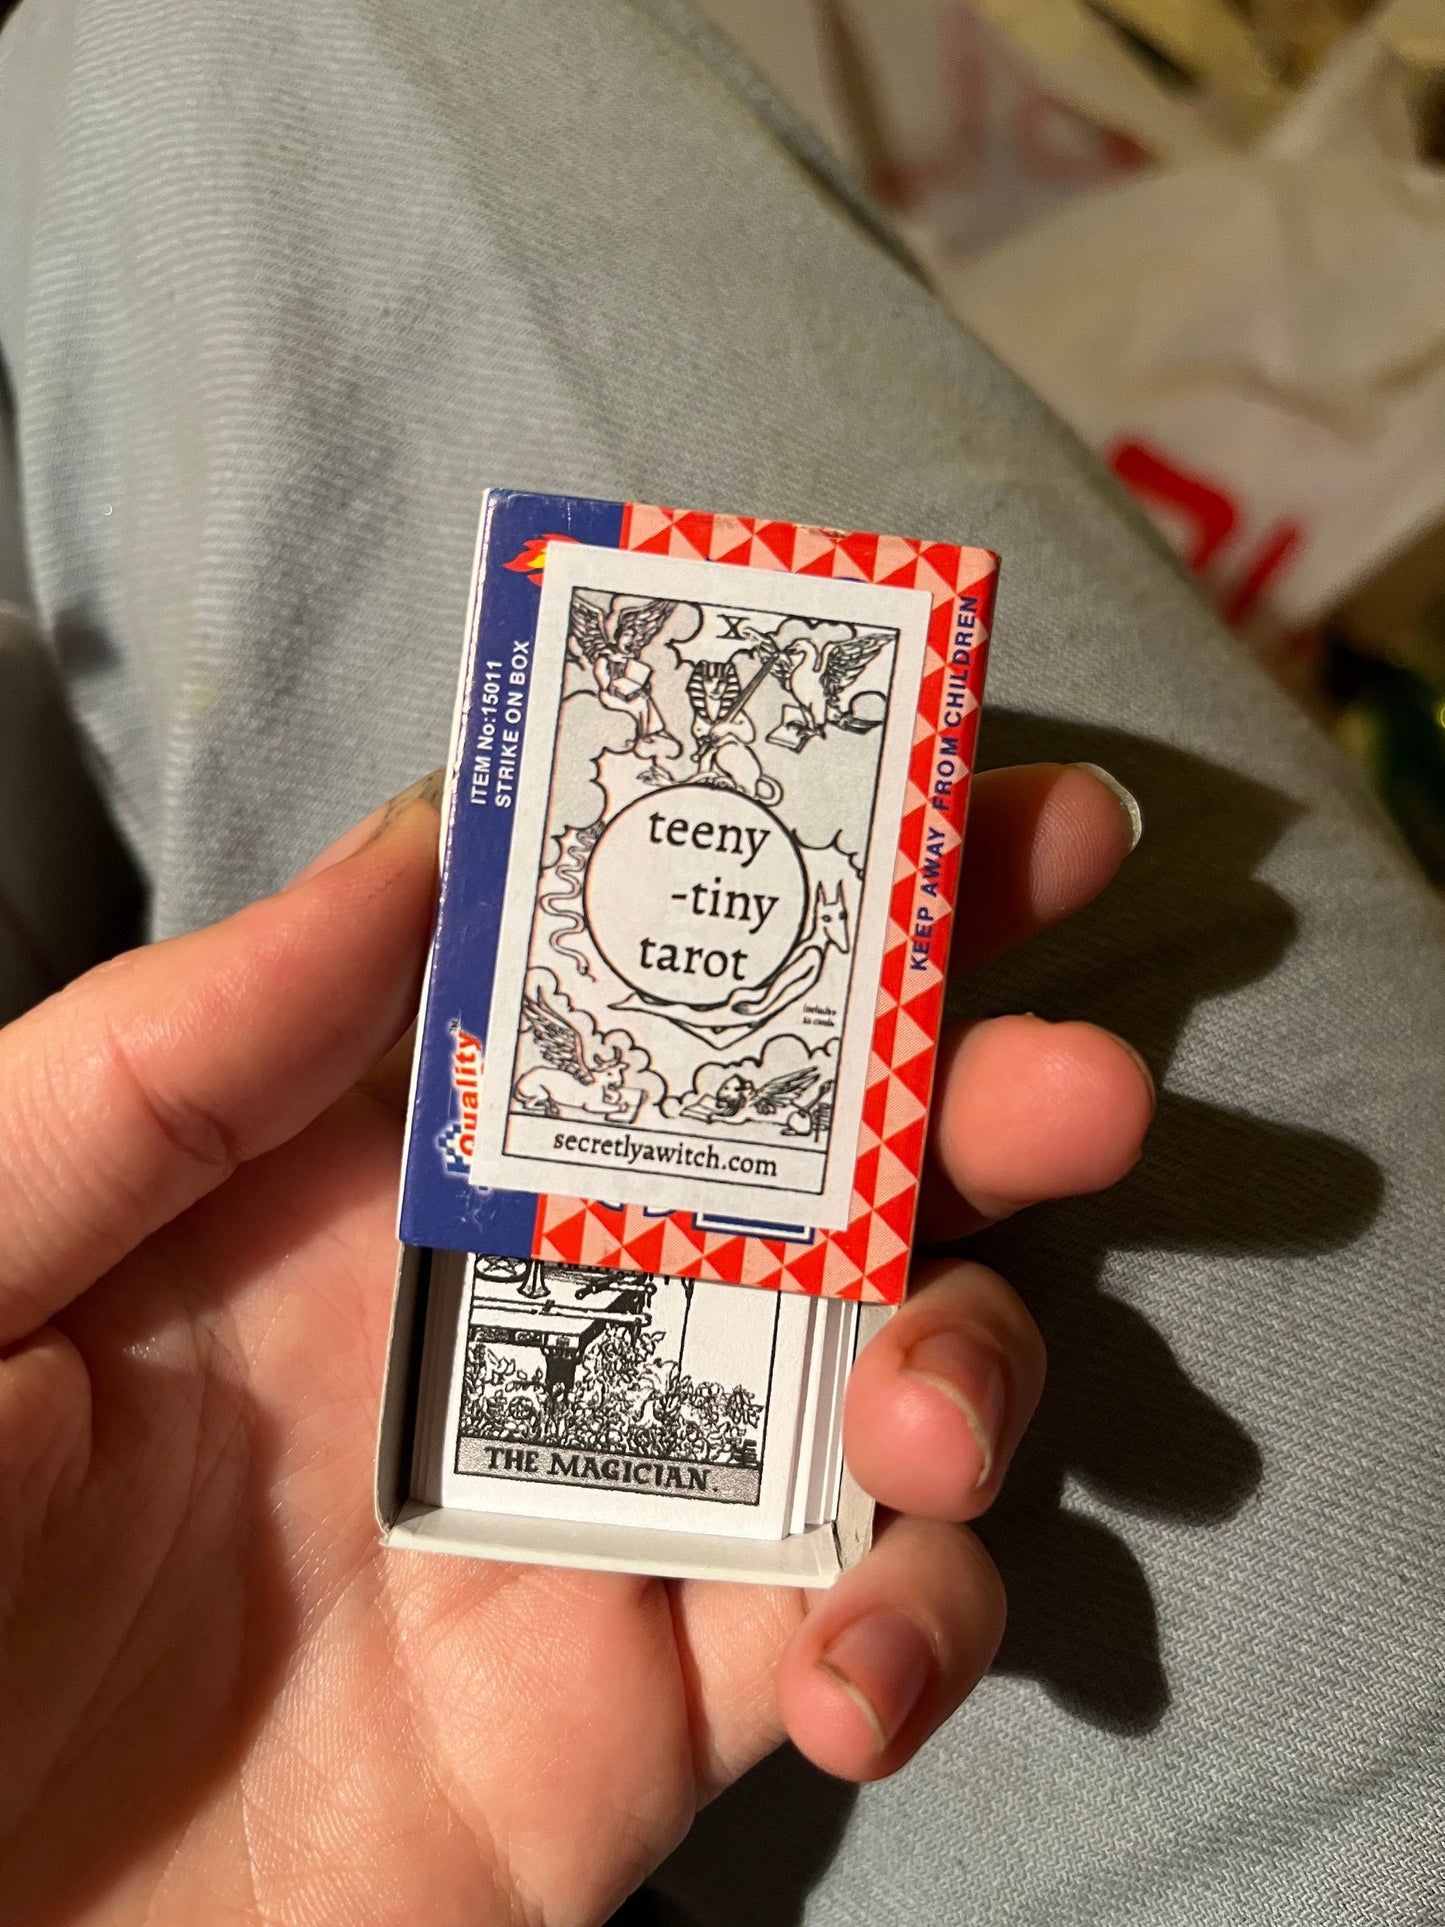 ITEM No:15011
STRIKE ON BOX
Quality
KEEP AWAY FROM CHILDREN
X
teeny
-tiny
tarot
secretlyawitch.com
THE MAGICIAN.